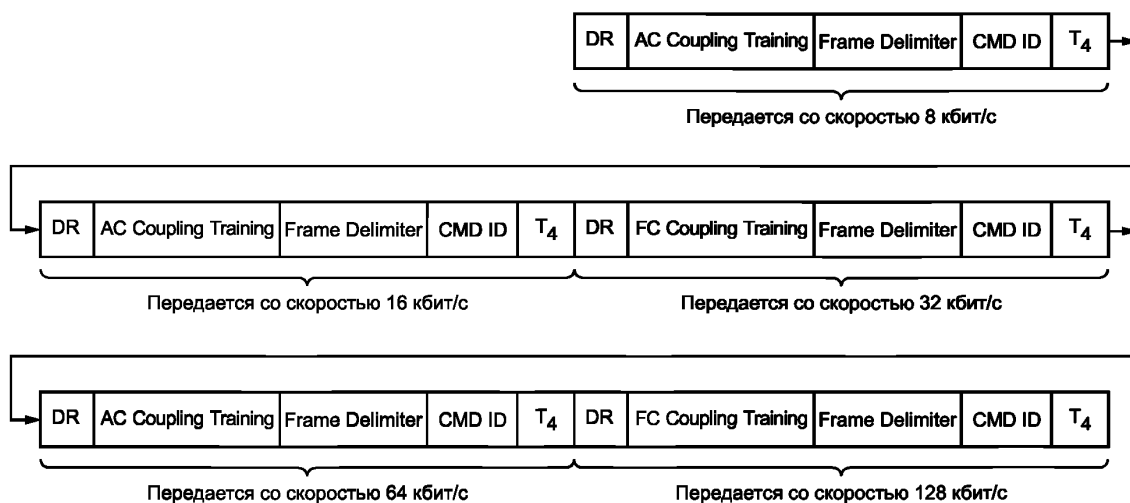 DR AC Coupling Training Frame Delimiter CMD ID T4
Передается со скоростью 8 кбит/с
DR AC Coupling Training Frame Delimiter CMD ID T4 DR FC Coupling Training Frame Delimiter CMD ID T4
Передается со скоростью 16 кбит/с Передается со скоростью 32 кбит/с
DR AC Coupling Training Frame Delimiter CMD ID T4 DR FC Coupling Training Frame Delimiter CMD ID T4
Передается со скоростью 64 кбит/с Передается со скоростью 128 кбит/с